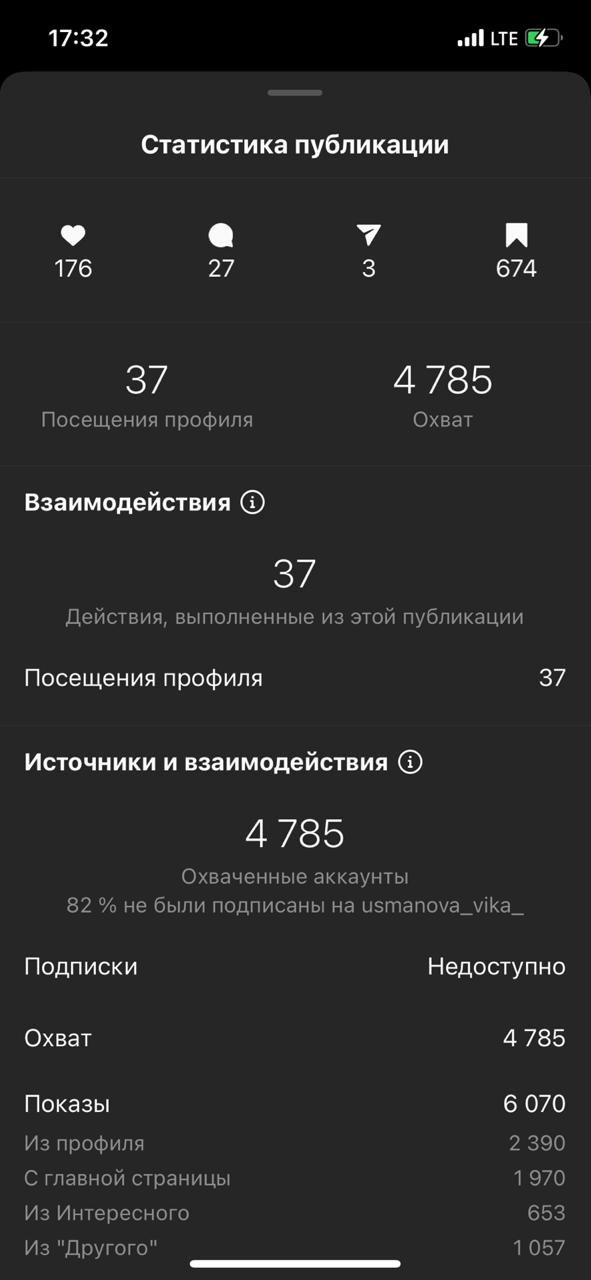 17:32 LTE
Статистика публикации
176 27 3 674
37 4 785
Посещения профиля Охват
Взаимодействия
37
Действия, выполненные из этой публикации
Посещения профиля 37
Источники и взаимодействия
4 785
Охваченные аккаунты
82 % не были подписаны на usmanova_vika_
Подписки Недоступно
Охват 4 785
Показы 6 070
Из профиля 2 390
С главной страницы 1 970
Из Интересного 653
Из "Другого" 1 057